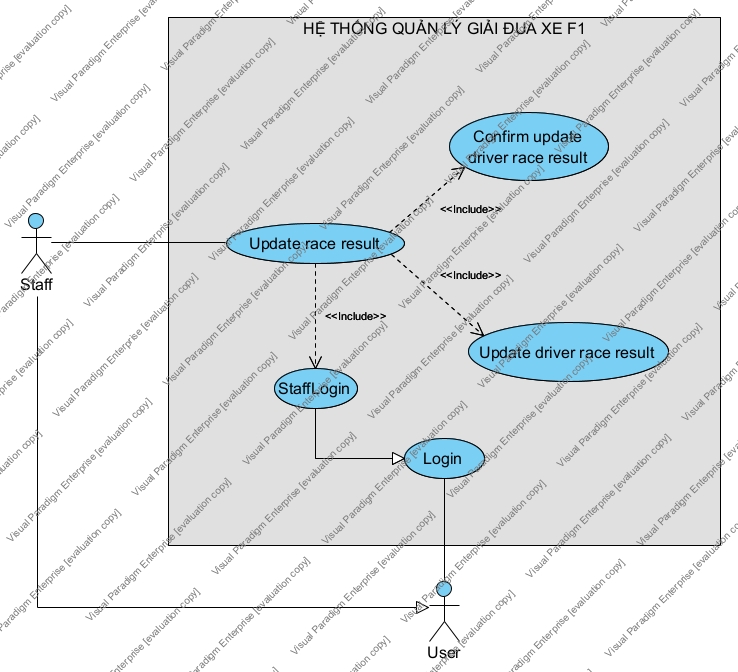 HỆ THỐNG QUẢN LÝ GIẢI ĐUA XE F1
Confirm update
driver race result
<<Include>>
Update race result
Staff
<<Include>>
<<Include>>
Update driver race result
StaffLogin
Login
User
Visual Paradigm Enterprise [evaluation copy]